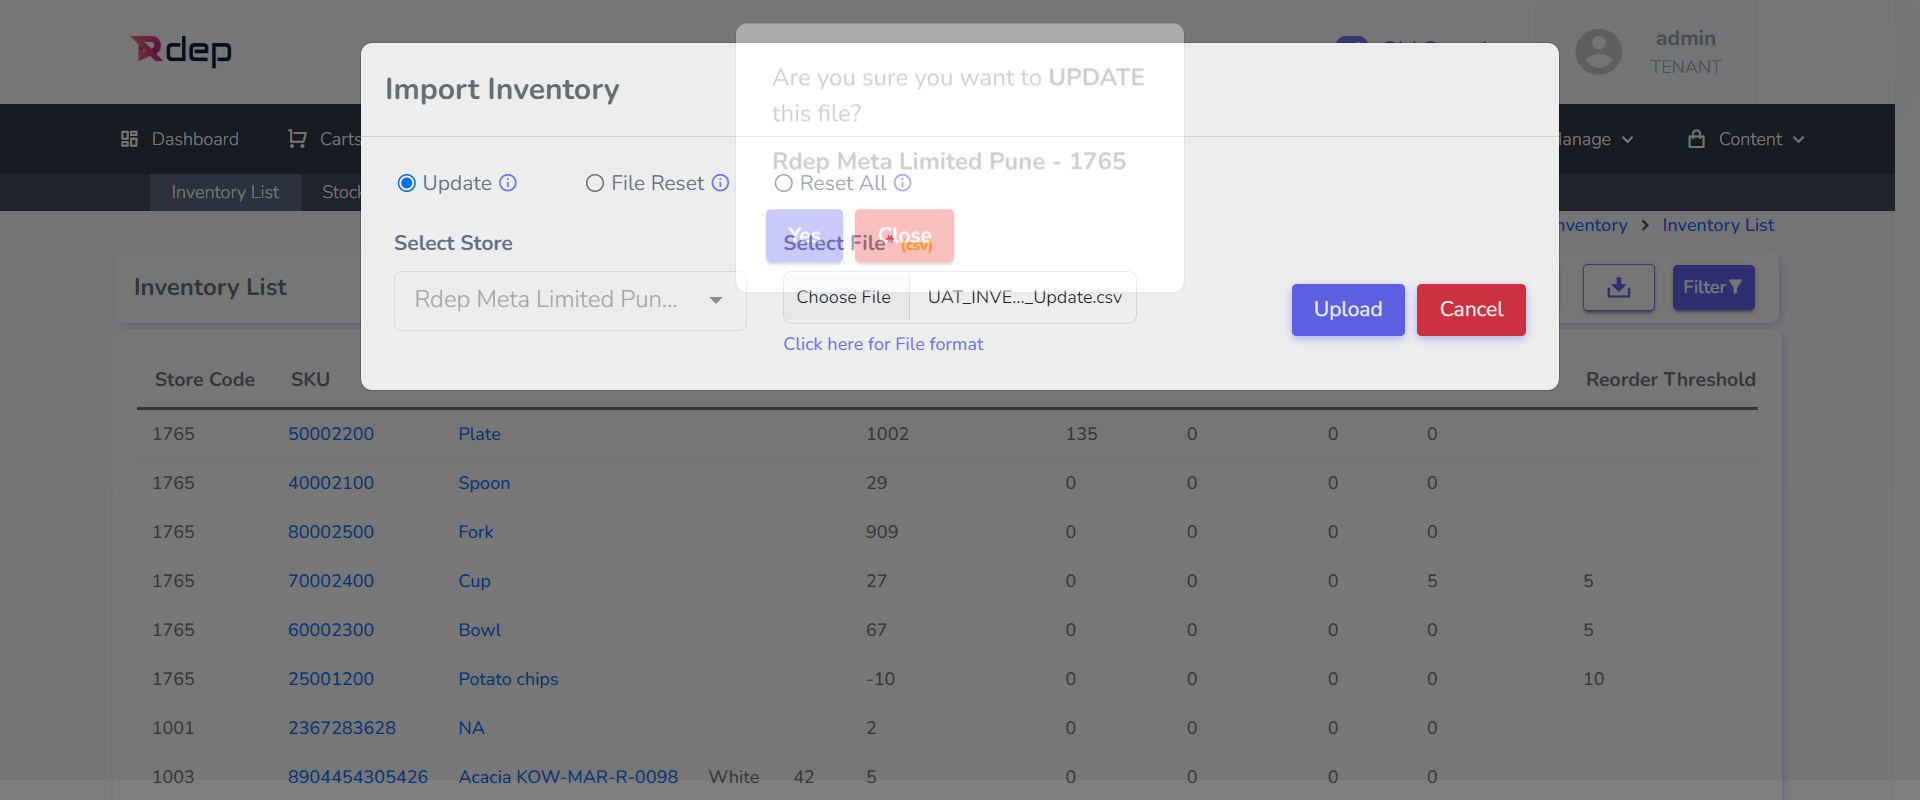 Rdep
admin
TENANT
Import Inventory
Are you sure you want to UPDATE
this file?
Rdep Meta Limited Pune - 1765
Yes
Close
Dashboard
Carts
Manage
Content
Inventory List
Stock
Update
File Reset
Reset All
Inventory
Inventory List
Select Store
Select File* (csv)
Rdep Meta Limited Pun...
Choose File
UAT_INVE..._Update.csv
Upload
Cancel
Click here for File format
Inventory List
Filter
Store Code SKU Reorder Threshold
1765 50002200 Plate 1002 135 0 0 0
1765 40002100 Spoon 29 0 0 0 0
1765 80002500 Fork 909 0 0 0 0
1765 70002400 Cup 27 0 0 0 5 5
1765 60002300 Bowl 67 0 0 0 0 5
1765 25001200 Potato chips -10 0 0 0 0 10
1001 2367283628 NA 2 0 0 0 0
1003 8904454305426 Acacia KOW-MAR-R-0098 White 42 5 0 0 0 0